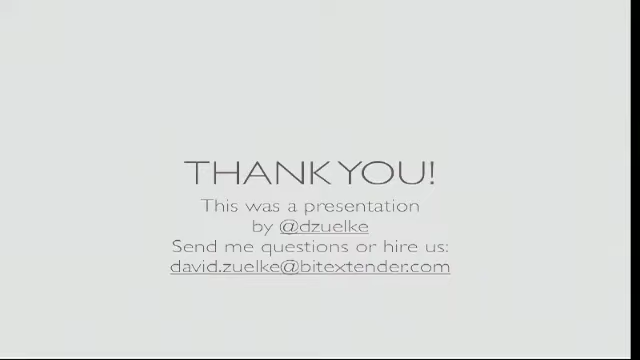 THANK YOU!
This was a presentation
by @dzuelke
Send me questions or hire us:
david.zuelke@bitextender.com